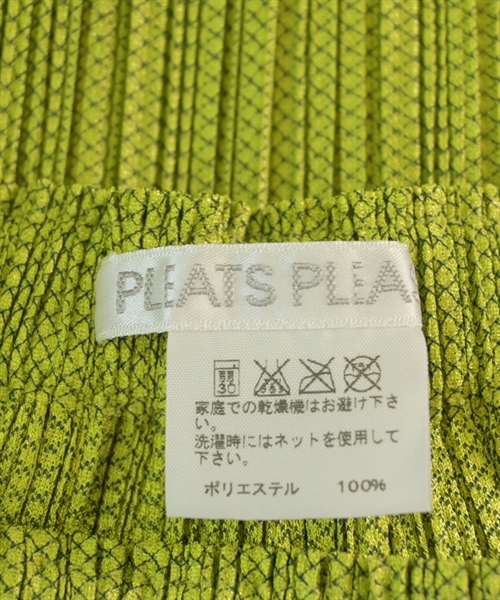 PLEATS PLEAS
30
家庭での乾燥機はお避け下さ
い。
洗濯時にはネットを使用して
下さい。
ポリエステル 100%